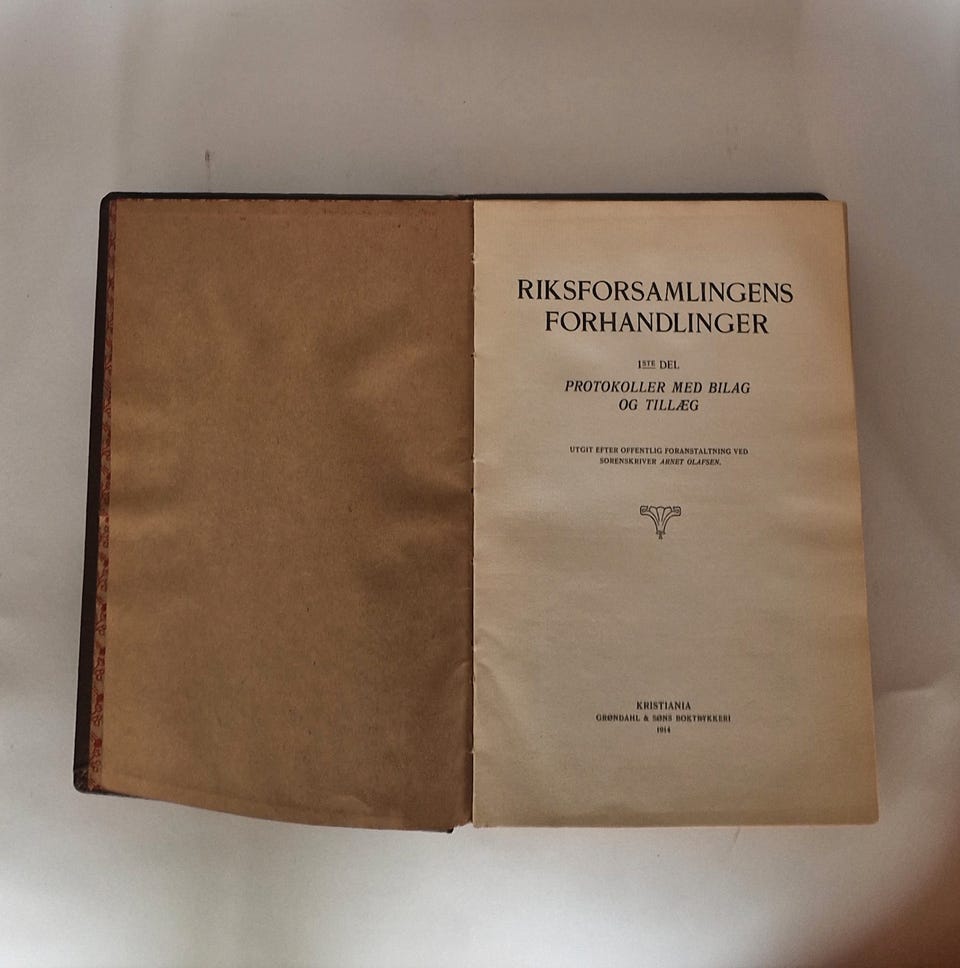 RIKSFORSAMLINGENS
FORHANDLINGER
1STE DEL
PROTOKOLLER MED BILAG
OG TILLÆG
UTGIT EFTER OFFENTLIG FORANSTALTNING VED
SORENSKRIVER ARNET OLAFSEN.
KRISTIANIA
GRØNDAHL & SØNS BOKTRYKKERI
1914